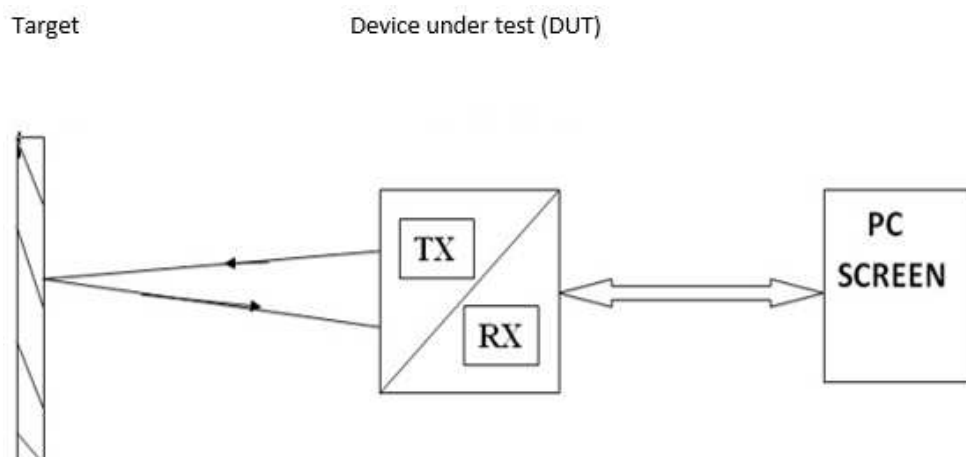 Target
Device under test (DUT)
TX
RX
PC
SCREEN